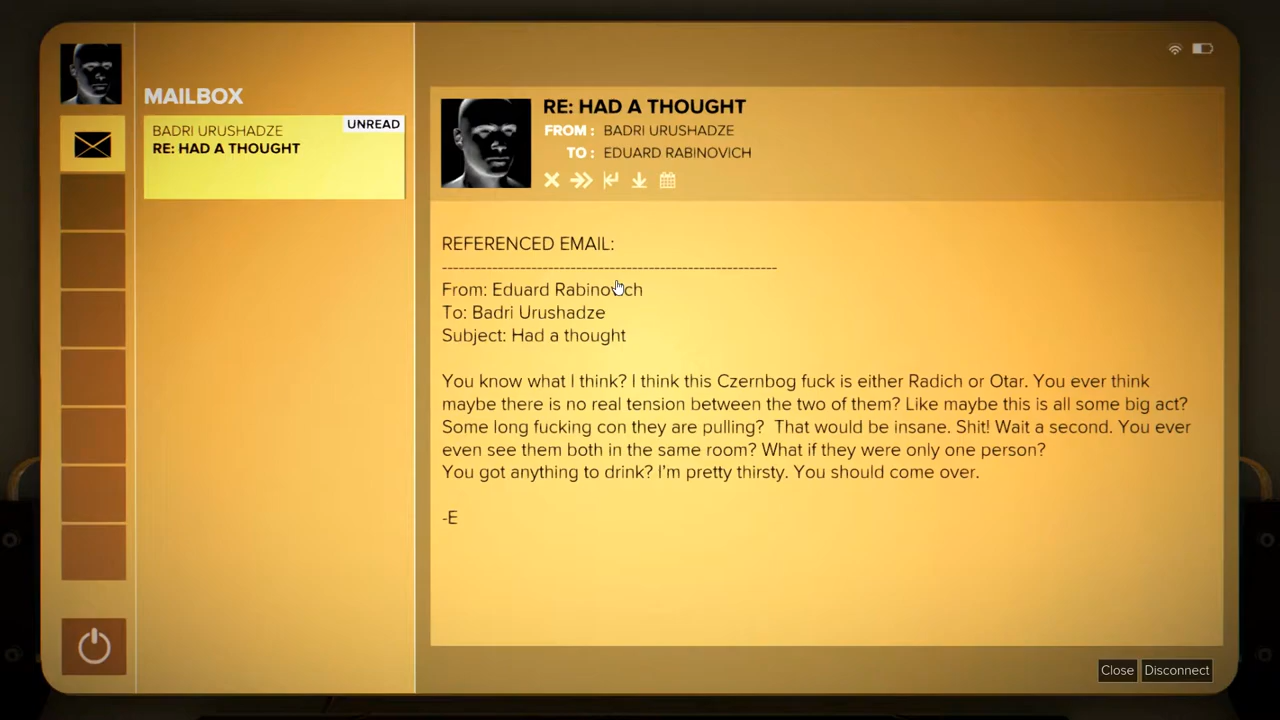 MAILBOX
BADRI URUSHADZE
UNREAD
RE: HAD A THOUGHT
RE: HAD A THOUGHT
FROM : BADRI URUSHADZE
TO : EDUARD RABINOVICH
REFERENCED EMAIL:
------------------------------------------------------------
From: Eduard Rabinovich
To: Badri Urushadze
Subject: Had a thought
You know what I think? I think this Czernbog fuck is either Radich or Otar. You ever think
maybe there is no real tension between the two of them? Like maybe this is all some big act?
Some long fucking con they are pulling?  That would be insane. Shit! Wait a second. You ever
even see them both in the same room? What if they were only one person?
You got anything to drink? I'm pretty thirsty. You should come over.
-E
Close
Disconnect